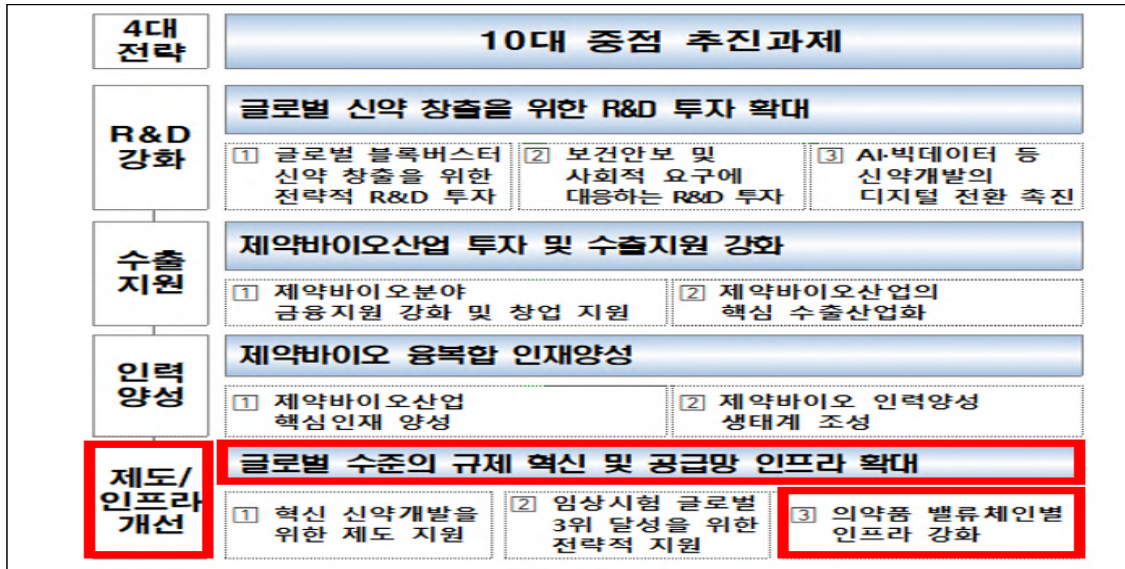 4대
전략
10대 중점 추진과제
R&D
강화
글로벌 신약 창출을 위한 R&D 투자 확대
1 글로벌 블록버스터
신약 창출을 위한
전략적 R&D 투자
2 보건안보 및
사회적 요구에
대응하는 R&D 투자
3 AI·빅데이터 등
신약개발의
디지털 전환 촉진
수출
지원
제약바이오산업 투자 및 수출지원 강화
1 제약바이오분야
금융지원 강화 및 창업 지원
2 제약바이오산업의
핵심 수출산업화
인력
양성
제약바이오 융복합 인재양성
1 제약바이오산업
핵심인재 양성
2 제약바이오 인력양성
생태계 조성
제도/
인프라
개선
글로벌 수준의 규제 혁신 및 공급망 인프라 확대
1 혁신 신약개발을
위한 제도 지원
2 임상시험 글로벌
3위 달성을 위한
전략적 지원
3 의약품 밸류체인별
인프라 강화